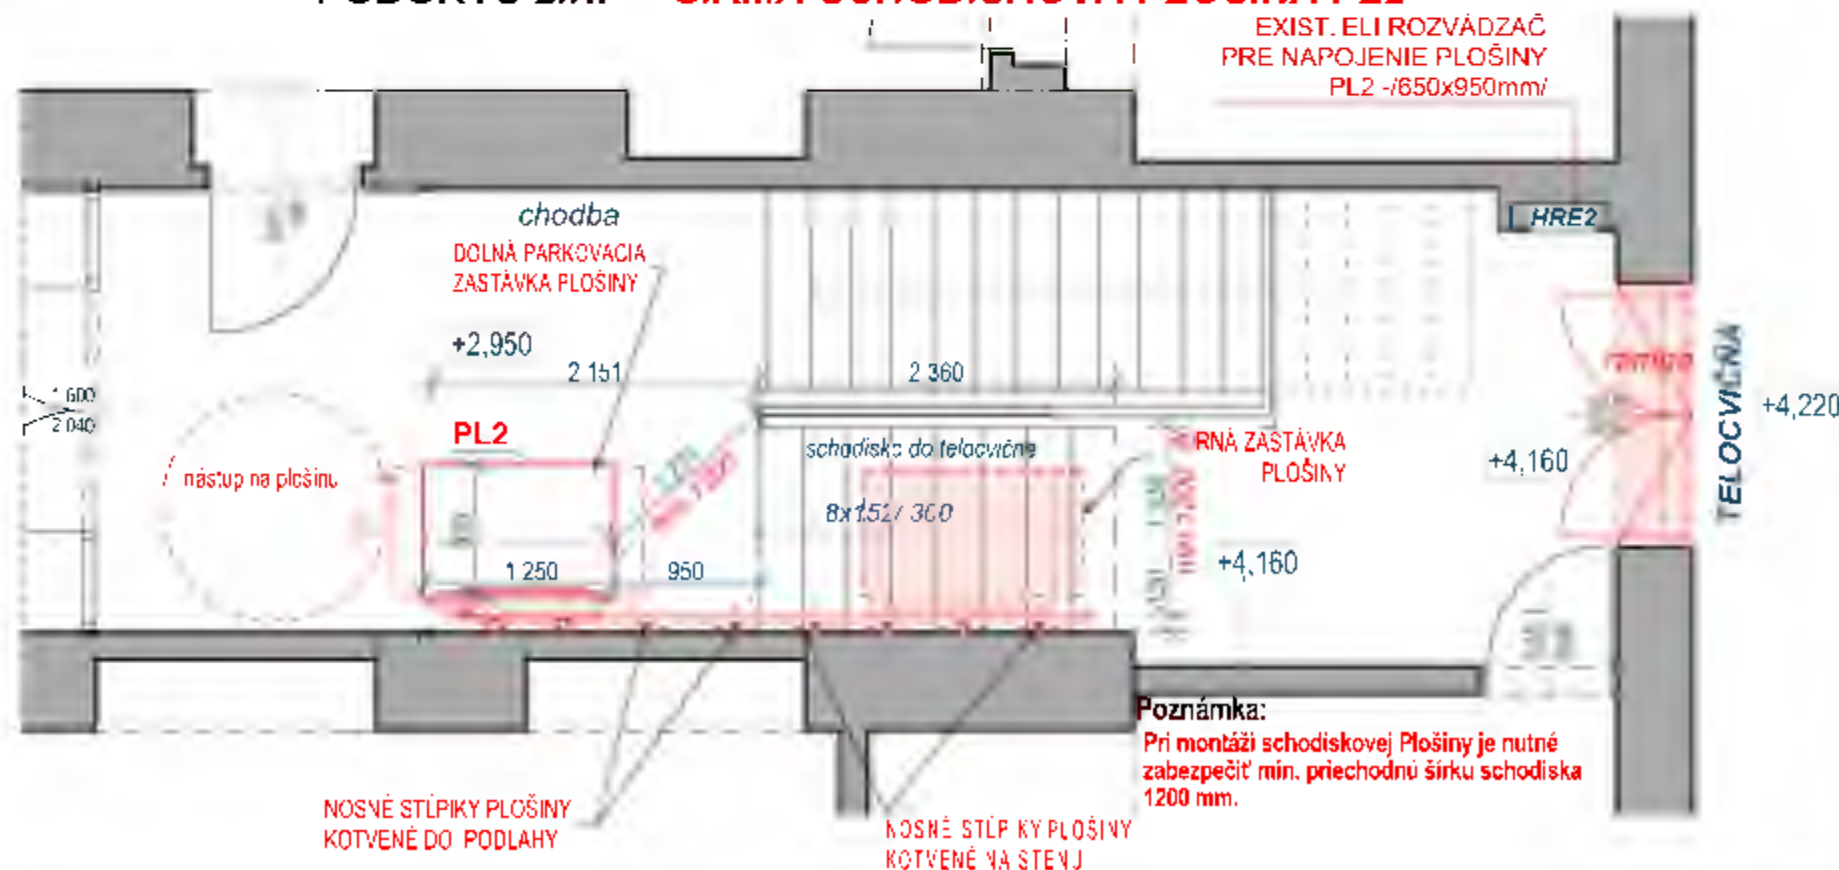 EXIST. ELI ROZVÁDZAČ
PRE NAPOJENIE PLOŠINY
PL2 -/650x950mm/
chodba
HRE2
DOLNÁ PARKOVACIA
ZASTÁVKA PLOŠINY
+2,950
2 151
2 360
1 600
2 040
rampa
TELOCVIČŇA
+4,220
PL2
nástup na plošinu
schodisko do telocvične
RNÁ ZASTÁVKA
PLOŠINY
+4,160
8x152/ 300
1 250
950
+4,160
Poznámka:
Pri montáži schodiskovej Plošiny je nutné
zabezpečiť min. priechodnú šírku schodiska
1200 mm.
NOSNÉ STĹPIKY PLOŠINY
KOTVENÉ DO PODLAHY
NOSNÉ STĹPIKY PLOŠINY
KOTVENÉ NA STENU